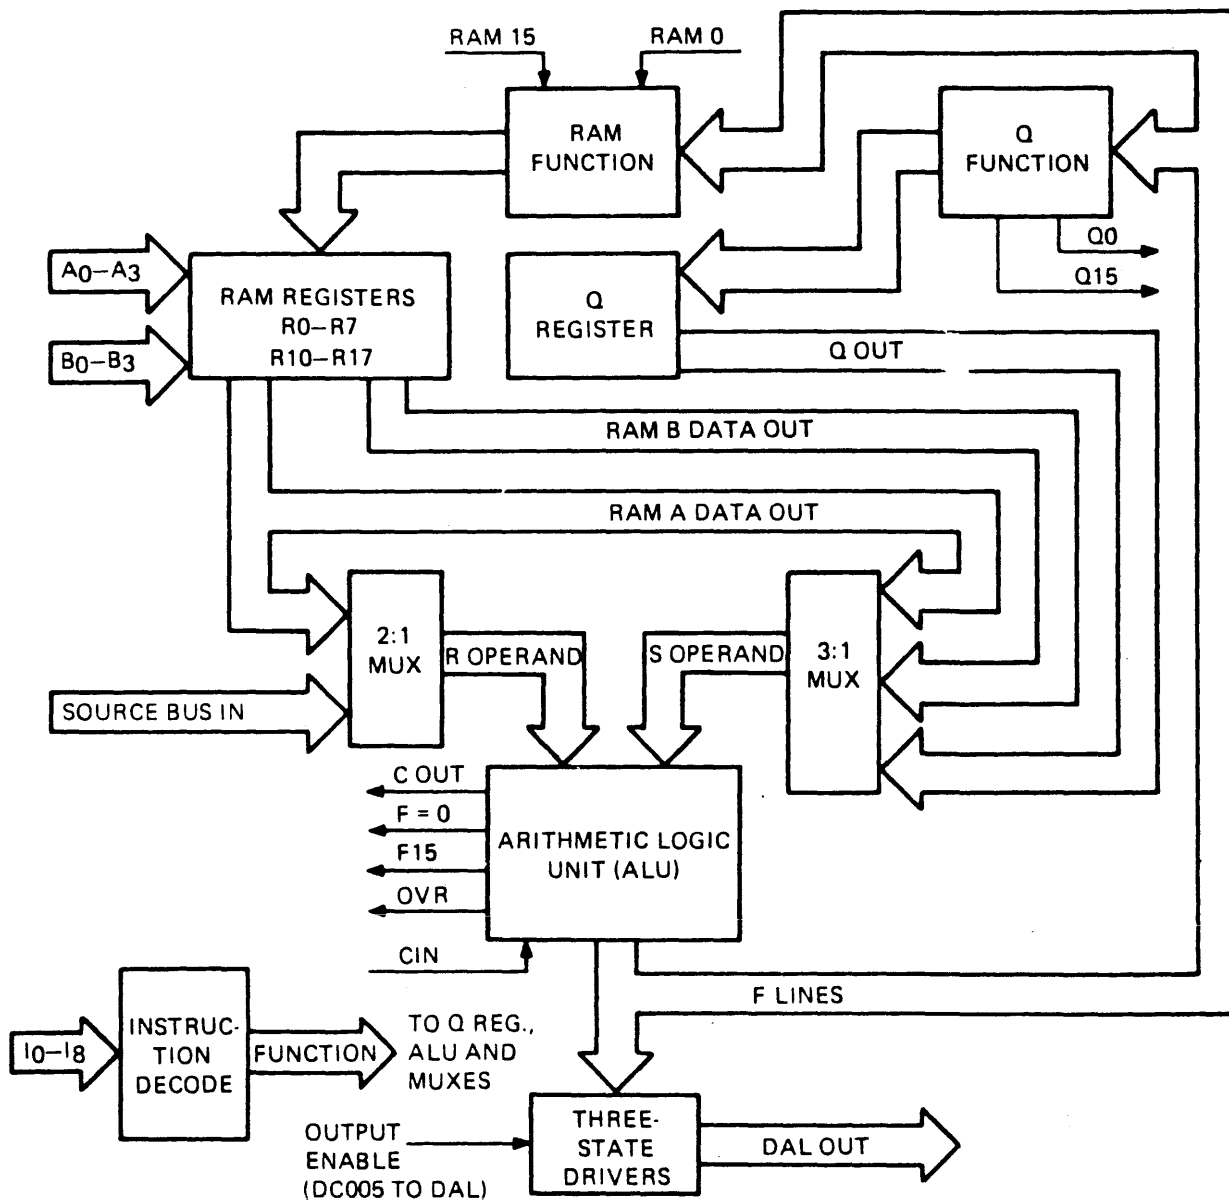 RAM 15
RAM 0
RAM
FUNCTION
Q
FUNCTION
Q0
Q15
A0–A3
B0–B3
RAM REGISTERS
R0–R7
R10–R17
Q
REGISTER
Q OUT
RAM B DATA OUT
RAM A DATA OUT
2:1
MUX
R OPERAND
S OPERAND
3:1
MUX
SOURCE BUS IN
C OUT
F = 0
F15
OVR
CIN
ARITHMETIC LOGIC
UNIT (ALU)
F LINES
I0–I8
INSTRUC-
TION
DECODE
FUNCTION
TO Q REG.,
ALU AND
MUXES
OUTPUT
ENABLE
(DC005 TO DAL)
THREE-
STATE
DRIVERS
DAL OUT